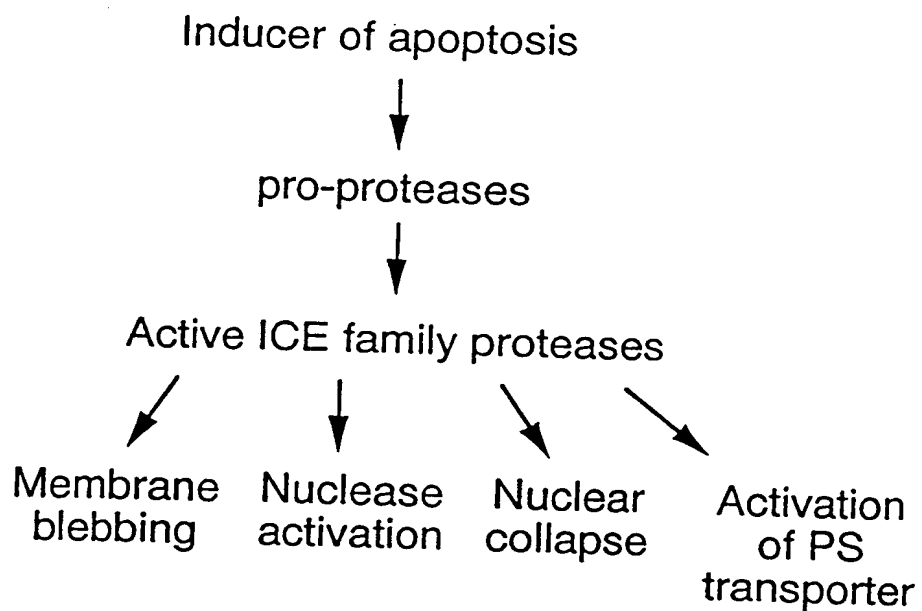 Inducer of apoptosis
pro-proteases
Active ICE family proteases
Membrane
blebbing
Nuclease
activation
Nuclear
collapse
Activation
of PS
transporter